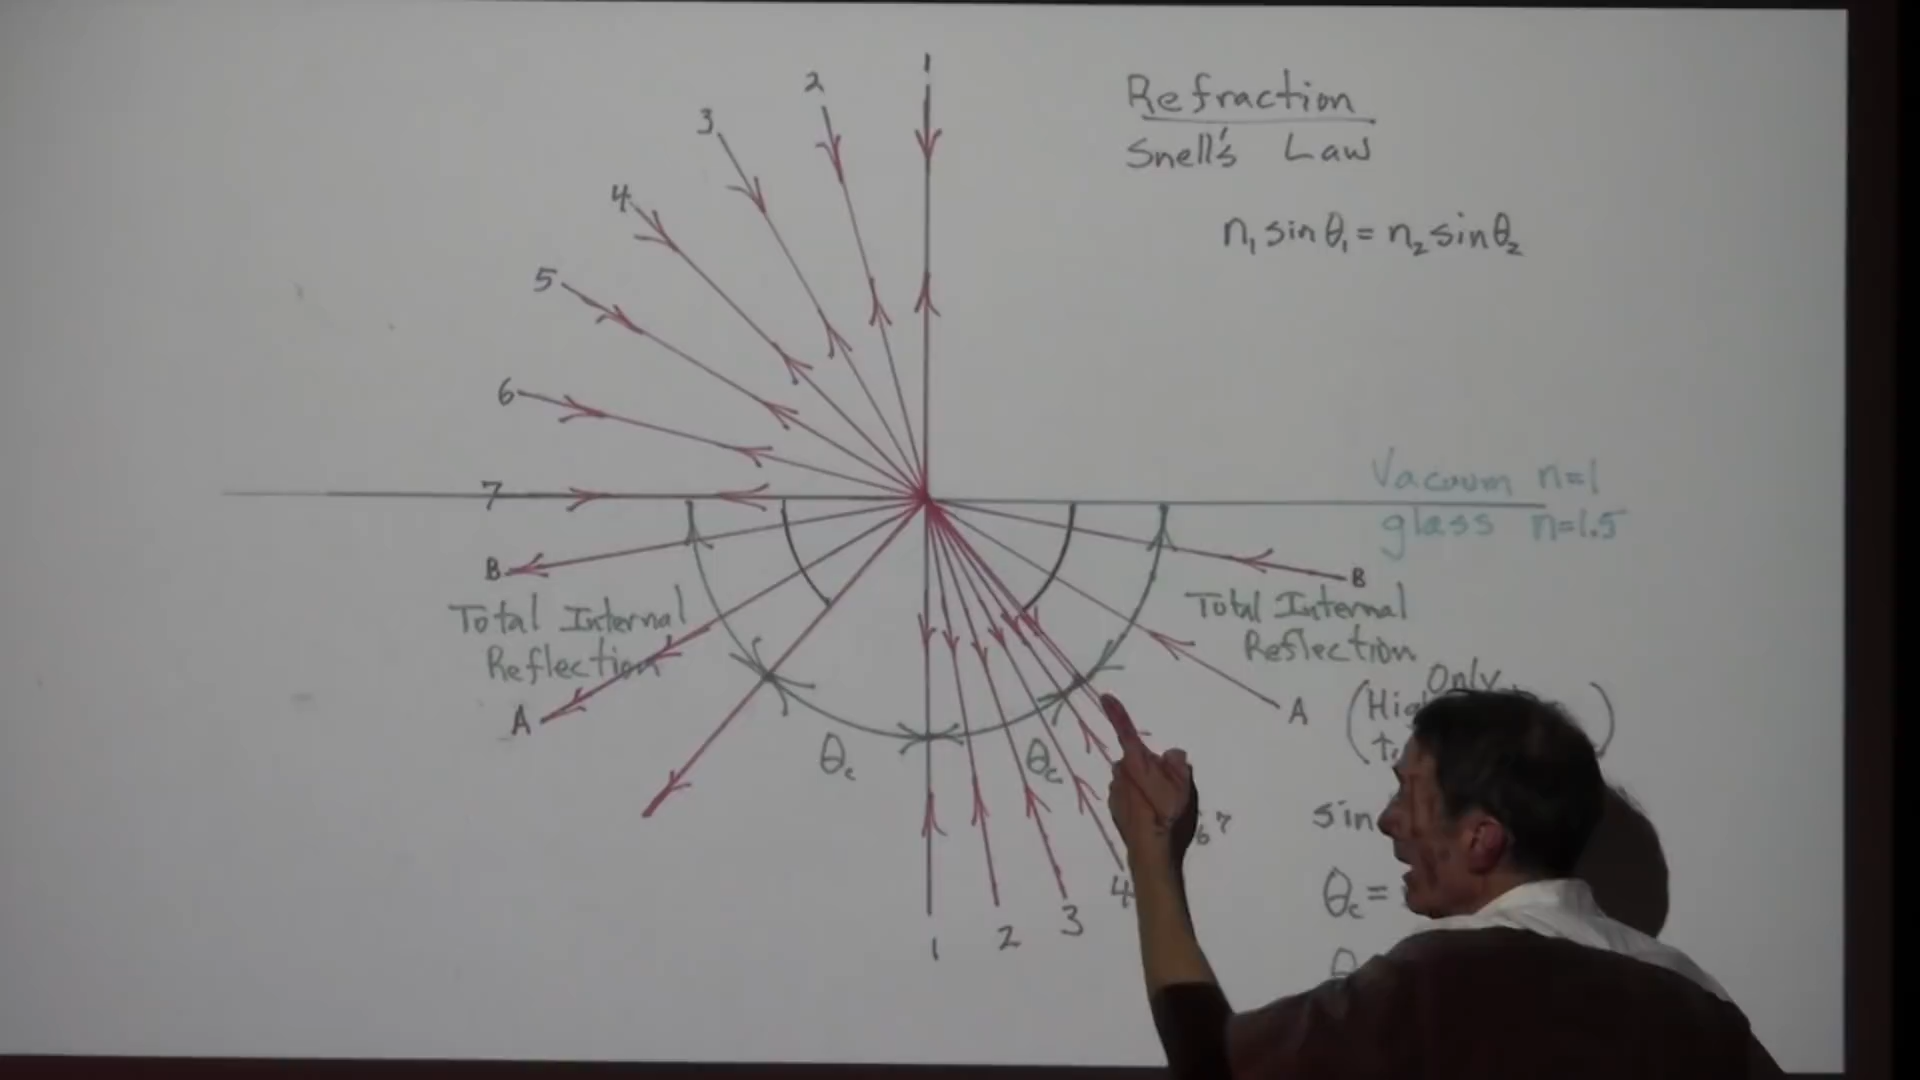 1
2
3
4
5
6
7
B
Total Internal
Reflection
A
θc
θc
1
2
3
4
67
Refraction
Snell's Law
n₁ sin θ₁ = n₂ sin θ₂
Vacuum n=1
glass n=1.5
B
Total Internal
Reflection
A
Only
sin
θc =
θ